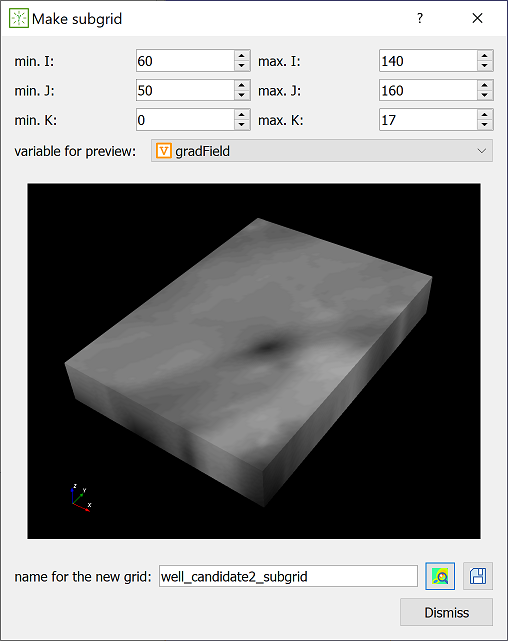 Make subgrid ?
min. I: 60 max. I: 140
min. J: 50 max. J: 160
min. K: 0 max. K: 17
variable for preview: V gradField
z
Y
X
name for the new grid: well_candidate2_subgrid
Dismiss